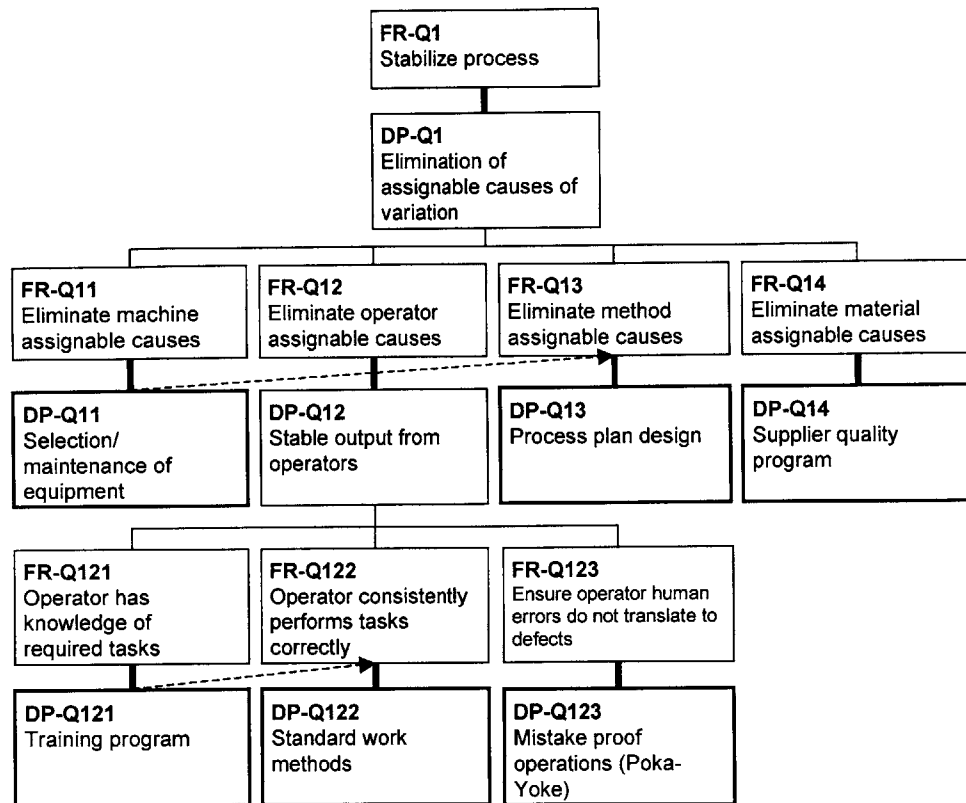 FR-Q1
Stabilize process
DP-Q1
Elimination of
assignable causes of
variation
FR-Q11
Eliminate machine
assignable causes
FR-Q12
Eliminate operator
assignable causes
FR-Q13
Eliminate method
assignable causes
FR-Q14
Eliminate material
assignable causes
DP-Q11
Selection/
maintenance of
equipment
DP-Q12
Stable output from
operators
DP-Q13
Process plan design
DP-Q14
Supplier quality
program
FR-Q121
Operator has
knowledge of
required tasks
FR-Q122
Operator consistently
performs tasks
correctly
FR-Q123
Ensure operator human
errors do not translate to
defects
DP-Q121
Training program
DP-Q122
Standard work
methods
DP-Q123
Mistake proof
operations (Poka-
Yoke)